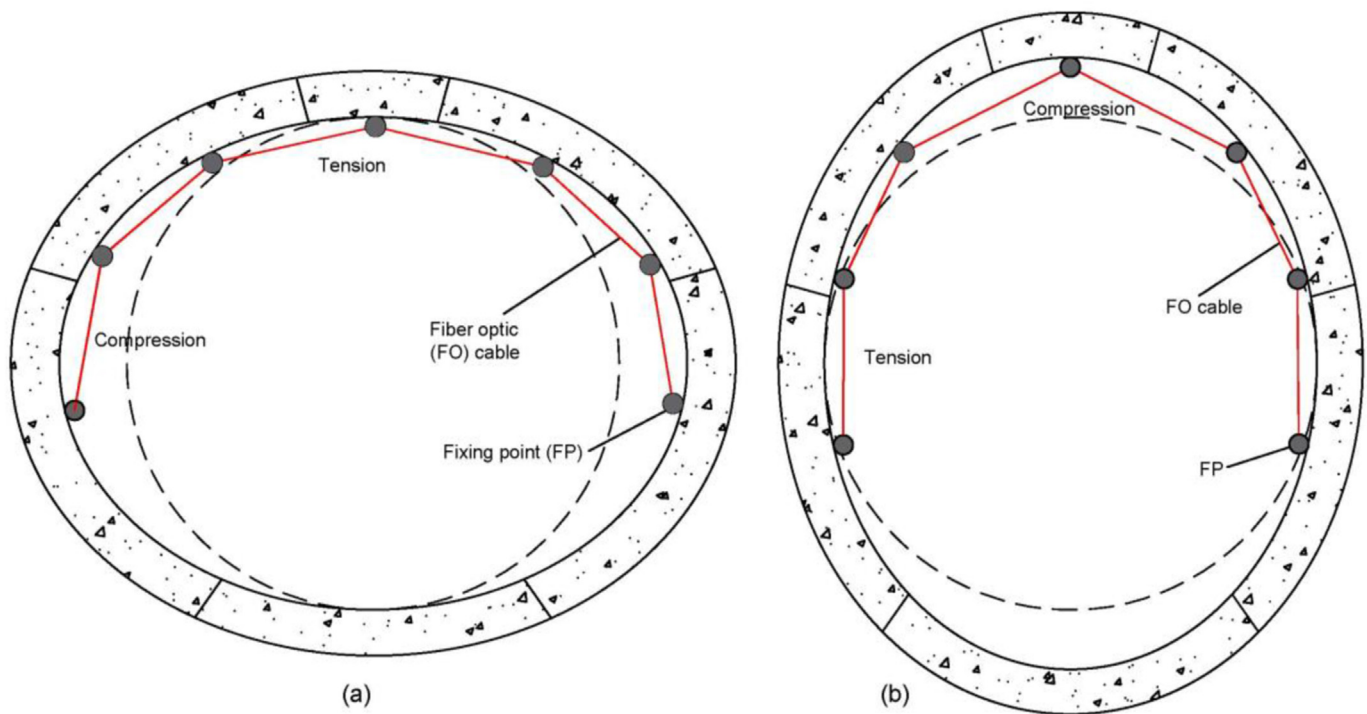 Tension
Compression
Fiber optic
(FO) cable
Fixing point (FP)
(a)
Compression
FO cable
Tension
FP
(b)